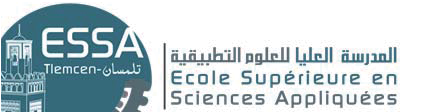 ESSA
Tlemcen-تلمسان
المدرسة العليا للعلوم التطبيقية
Ecole Supérieure en
Sciences Appliquées